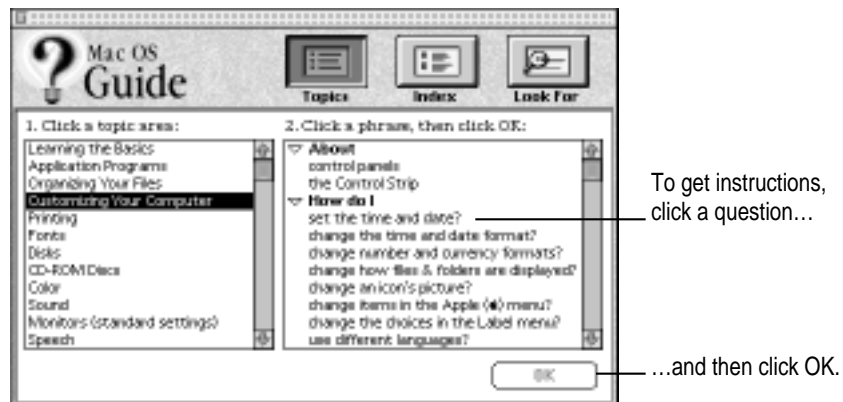 Mac OS
Guide
Topics
Index
Look For
1. Click a topic area:
Learning the Basics
Application Programs
Organizing Your Files
Customizing Your Computer
Printing
Fonts
Disks
CD-ROM Discs
Color
Sound
Monitors (standard settings)
Speech
2. Click a phrase, then click OK:
About
control panels
the Control Strip
How do I
set the time and date?
change the time and date format?
change number and currency formats?
change how files & folders are displayed?
change an icon's picture?
change items in the Apple () menu?
change the choices in the Label menu?
use different languages?
OK
To get instructions,
click a question…
…and then click OK.